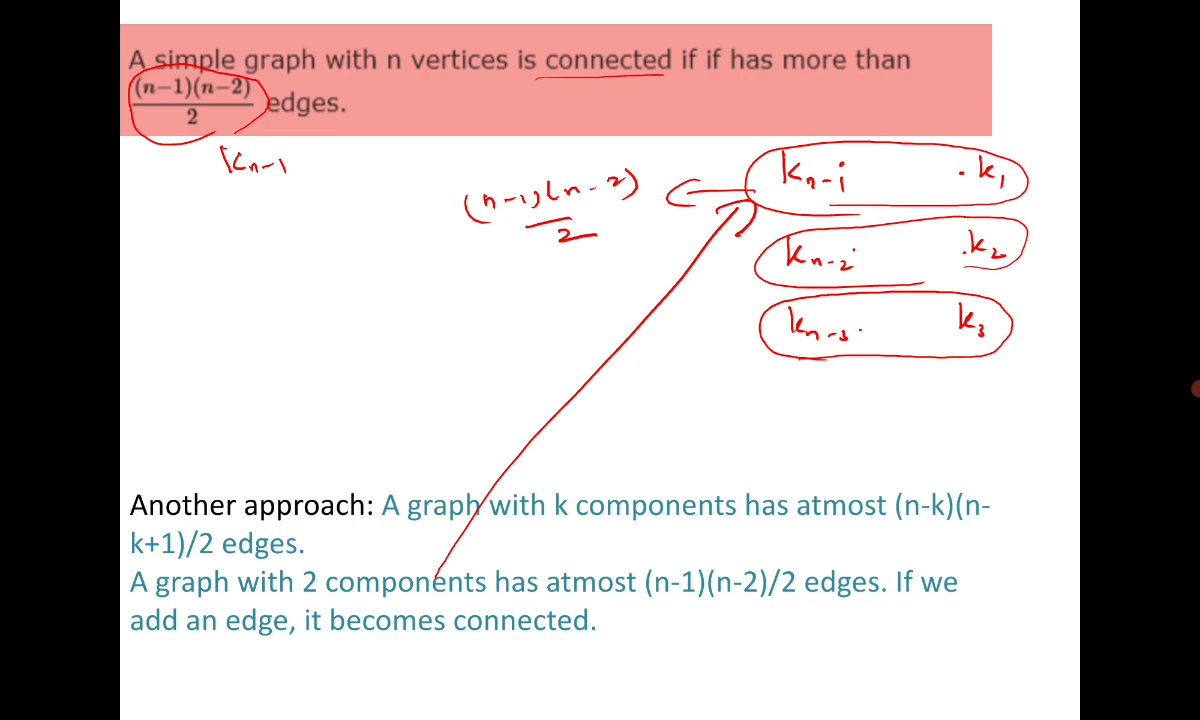 A simple graph with n vertices is connected if if has more than
(n−1)(n−2)/2 edges.
Kn-1
(n-1)(n-2)/2
Kn-1 .K1
Kn-2 .K2
Kn-3. K3
Another approach: A graph with k components has atmost (n-k)(n-
k+1)/2 edges.
A graph with 2 components has atmost (n-1)(n-2)/2 edges. If we
add an edge, it becomes connected.